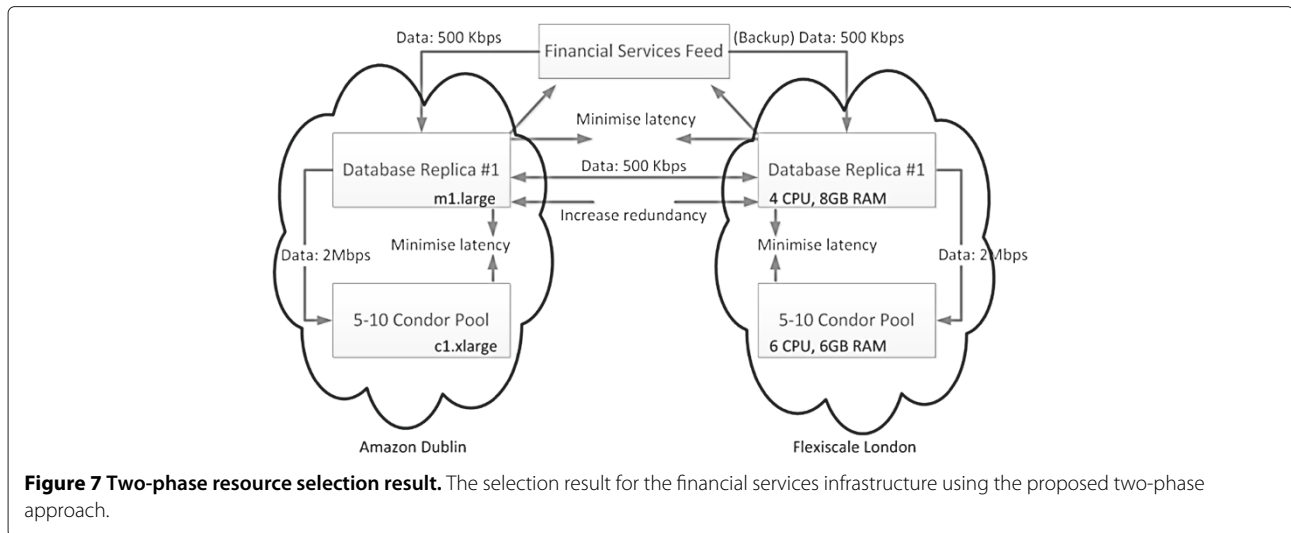 Data: 500 Kbps
Financial Services Feed
(Backup) Data: 500 Kbps
Minimise latency
Database Replica #1
m1.large
Data: 500 Kbps
Database Replica #1
4 CPU, 8GB RAM
Increase redundancy
Minimise latency
Minimise latency
Data: 2Mbps
Data: 2Mbps
5-10 Condor Pool
c1.xlarge
5-10 Condor Pool
6 CPU, 6GB RAM
Amazon Dublin
Flexiscale London
Figure 7 Two-phase resource selection result. The selection result for the financial services infrastructure using the proposed two-phase
approach.